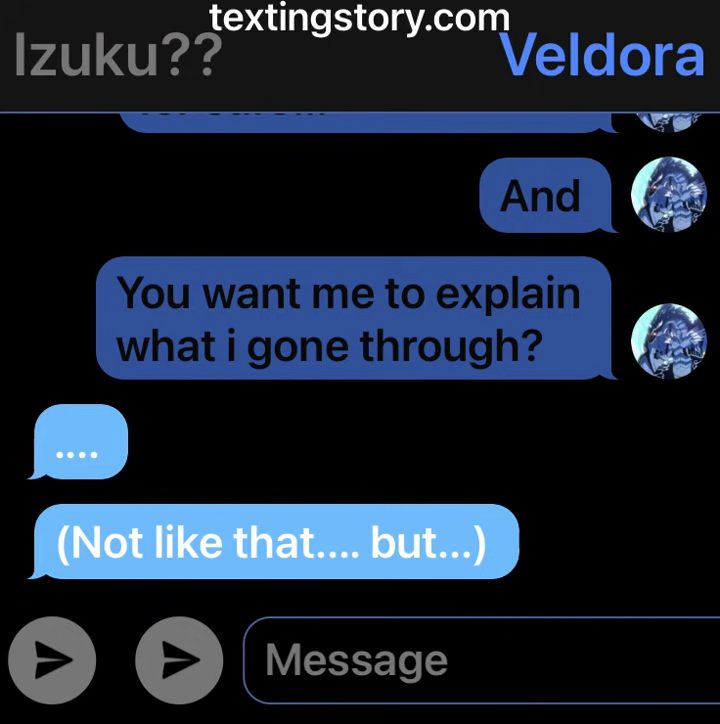 textingstory.com
Izuku??
Veldora
And
You want me to explain
what i gone through?
....
(Not like that.... but...)
Message